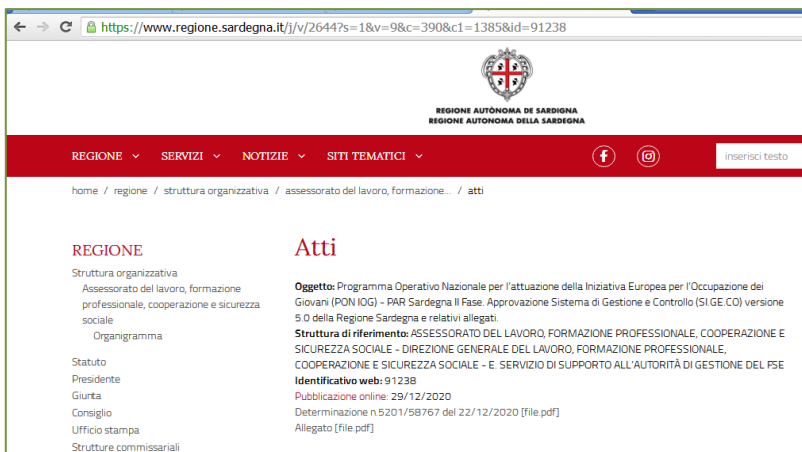 https://www.regione.sardegna.it/j/v/2644?s=1&v=9&c=390&c1=1385&id=91238
REGIONE AUTÒNOMA DE SARDIGNA
REGIONE AUTONOMA DELLA SARDEGNA
REGIONE SERVIZI NOTIZIE SITI TEMATICI inserisci testo
home / regione / struttura organizzativa / assessorato del lavoro, formazione... / atti
REGIONE
Struttura organizzativa
Assessorato del lavoro, formazione
professionale, cooperazione e sicurezza
sociale
Organigramma
Statuto
Presidente
Giunta
Consiglio
Ufficio stampa
Strutture commissariali
Atti
Oggetto: Programma Operativo Nazionale per l'attuazione della Iniziativa Europea per l'Occupazione dei
Giovani (PON IOG) - PAR Sardegna II Fase. Approvazione Sistema di Gestione e Controllo (SI.GE.CO) versione
5.0 della Regione Sardegna e relativi allegati.
Struttura di riferimento: ASSESSORATO DEL LAVORO, FORMAZIONE PROFESSIONALE, COOPERAZIONE E
SICUREZZA SOCIALE - DIREZIONE GENERALE DEL LAVORO, FORMAZIONE PROFESSIONALE,
COOPERAZIONE E SICUREZZA SOCIALE - E. SERVIZIO DI SUPPORTO ALL'AUTORITÀ DI GESTIONE DEL FSE
Identificativo web: 91238
Pubblicazione online: 29/12/2020
Determinazione n.5201/58767 del 22/12/2020 [file.pdf]
Allegato [file.pdf]